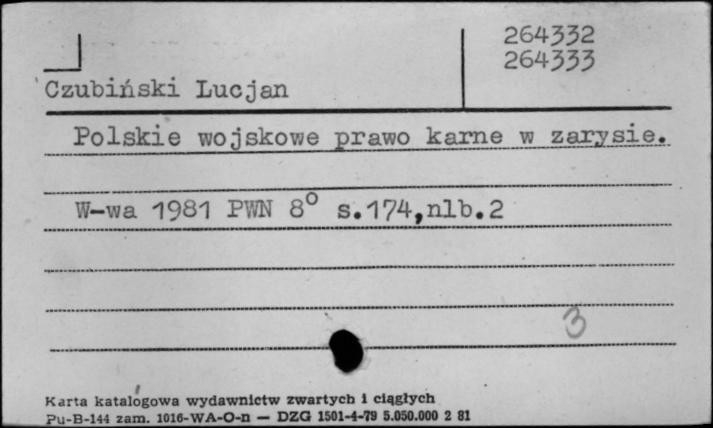 264332
264333
Czubiński Lucjan
Polskie wojskowe prawo karne w zarysie.
W-wa 1981 PWN 8° s.174,nlb.2
3
Karta katalogowa wydawnictw zwartych i ciągłych
Pu-B-144 zam. 1016-WA-O-n — DZG 1501-4-79 5.050.000 2 81